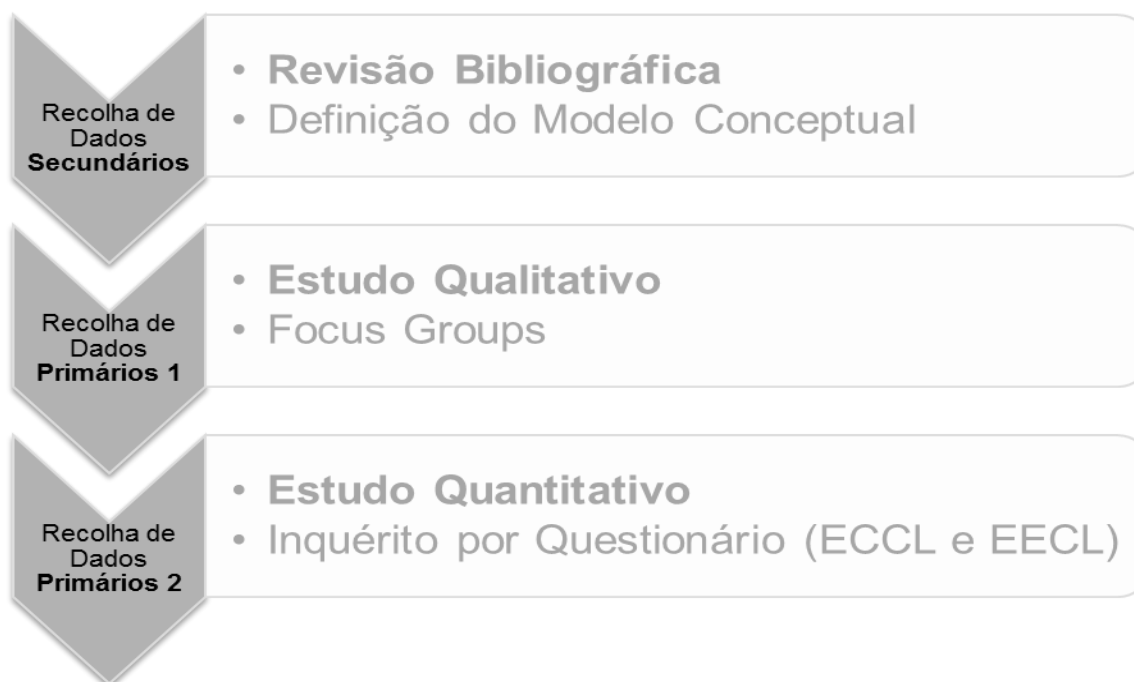 Recolha de
Dados
Secundários
• Revisão Bibliográfica
• Definição do Modelo Conceptual
Recolha de
Dados
Primários 1
• Estudo Qualitativo
• Focus Groups
Recolha de
Dados
Primários 2
• Estudo Quantitativo
• Inquérito por Questionário (ECCL e EECL)